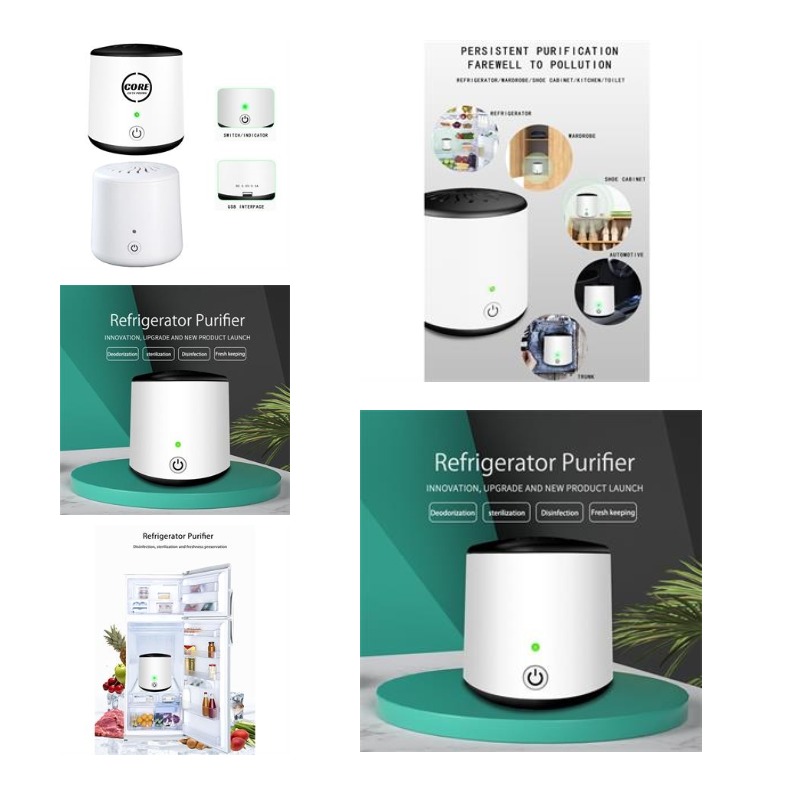 CORE
SWITCH/INDICATOR
USB INTERFACE
PERSISTENT PURIFICATION
FAREWELL TO POLLUTION
REFRIGERATOR/WARDROBE/SHOE CABINET/KITCHEN/TOILET
REFRIGERATOR
WARDROBE
SHOE CABINET
AUTOMOTIVE
TRUNK
Refrigerator Purifier
INNOVATION, UPGRADE AND NEW PRODUCT LAUNCH
Deodorization sterilization Disinfection Fresh keeping
Refrigerator Purifier
INNOVATION, UPGRADE AND NEW PRODUCT LAUNCH
Deodorization sterilization Disinfection Fresh keeping
Refrigerator Purifier
Disinfection, sterilization and freshness preservation